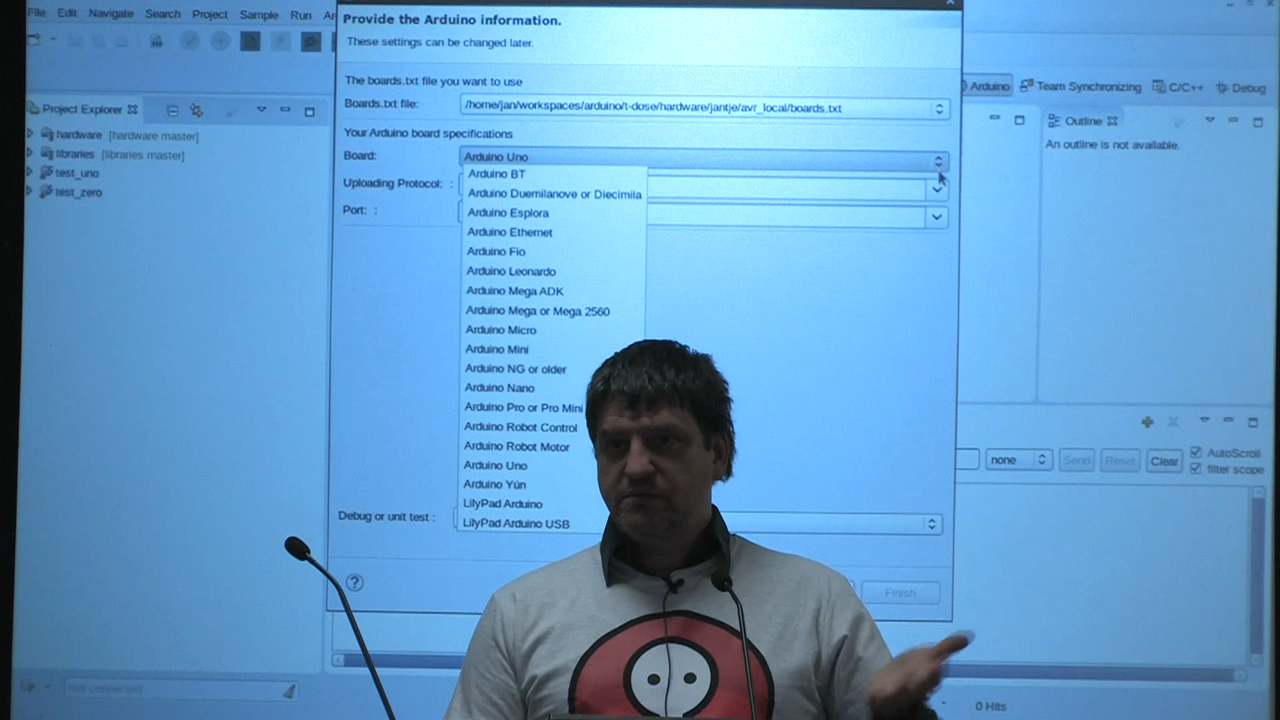 File Edit Navigate Search Project Sample Run
Provide the Arduino information.
These settings can be changed later.
The boards.txt file you want to use
Boards.txt file: /home/jan/workspaces/arduino/t-dose/hardware/jantje/avr_local/boards.txt
Your Arduino board specifications
Board: Arduino Uno
Uploading Protocol: :
Port: :
Arduino BT
Arduino Duemilanove or Diecimila
Arduino Esplora
Arduino Ethernet
Arduino Fio
Arduino Leonardo
Arduino Mega ADK
Arduino Mega or Mega 2560
Arduino Micro
Arduino Mini
Arduino NG or older
Arduino Nano
Arduino Pro or Pro Mini
Arduino Robot Control
Arduino Robot Motor
Arduino Uno
Arduino Yún
LilyPad Arduino
LilyPad Arduino USB
Debug or unit test :
Finish
Project Explorer
hardware [hardware master]
libraries [libraries master]
test_uno
test_zero
Arduino Team Synchronizing C/C++ Debug
Outline
An outline is not available.
none Send Reset Clear AutoScroll
filter scope
Not connected
0 Hits